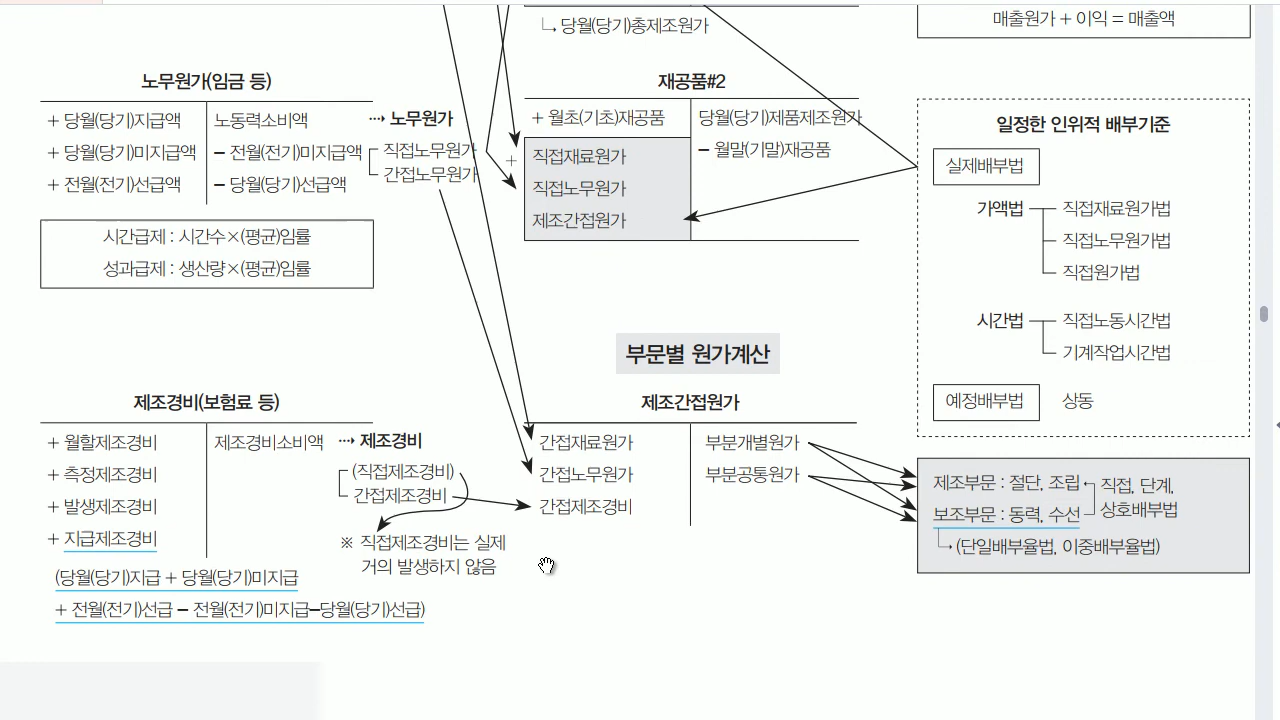 당월(당기)총제조원가
매출원가 + 이익 = 매출액
노무원가(임금 등)
+ 당월(당기)지급액 노동력소비액
+ 당월(당기)미지급액 − 전월(전기)미지급액
+ 전월(전기)선급액 − 당월(당기)선급액
노무원가
직접노무원가
간접노무원가
시간급제 : 시간수×(평균)임률
성과급제 : 생산량×(평균)임률
재공품#2
+ 월초(기초)재공품 당월(당기)제품제조원가
+ 직접재료원가 − 월말(기말)재공품
직접노무원가
제조간접원가
일정한 인위적 배부기준
실제배부법
가액법 직접재료원가법
직접노무원가법
직접원가법
시간법 직접노동시간법
기계작업시간법
예정배부법 상동
부문별 원가계산
제조경비(보험료 등)
+ 월할제조경비 제조경비소비액
+ 측정제조경비
+ 발생제조경비
+ 지급제조경비
(당월(당기)지급 + 당월(당기)미지급
+ 전월(전기)선급 − 전월(전기)미지급−당월(당기)선급)
제조경비
(직접제조경비)
간접제조경비
※ 직접제조경비는 실제
거의 발생하지 않음
제조간접원가
간접재료원가 부분개별원가
간접노무원가 부분공통원가
간접제조경비
제조부문 : 절단, 조립
보조부문 : 동력, 수선
직접, 단계,
상호배부법
(단일배부율법, 이중배부율법)